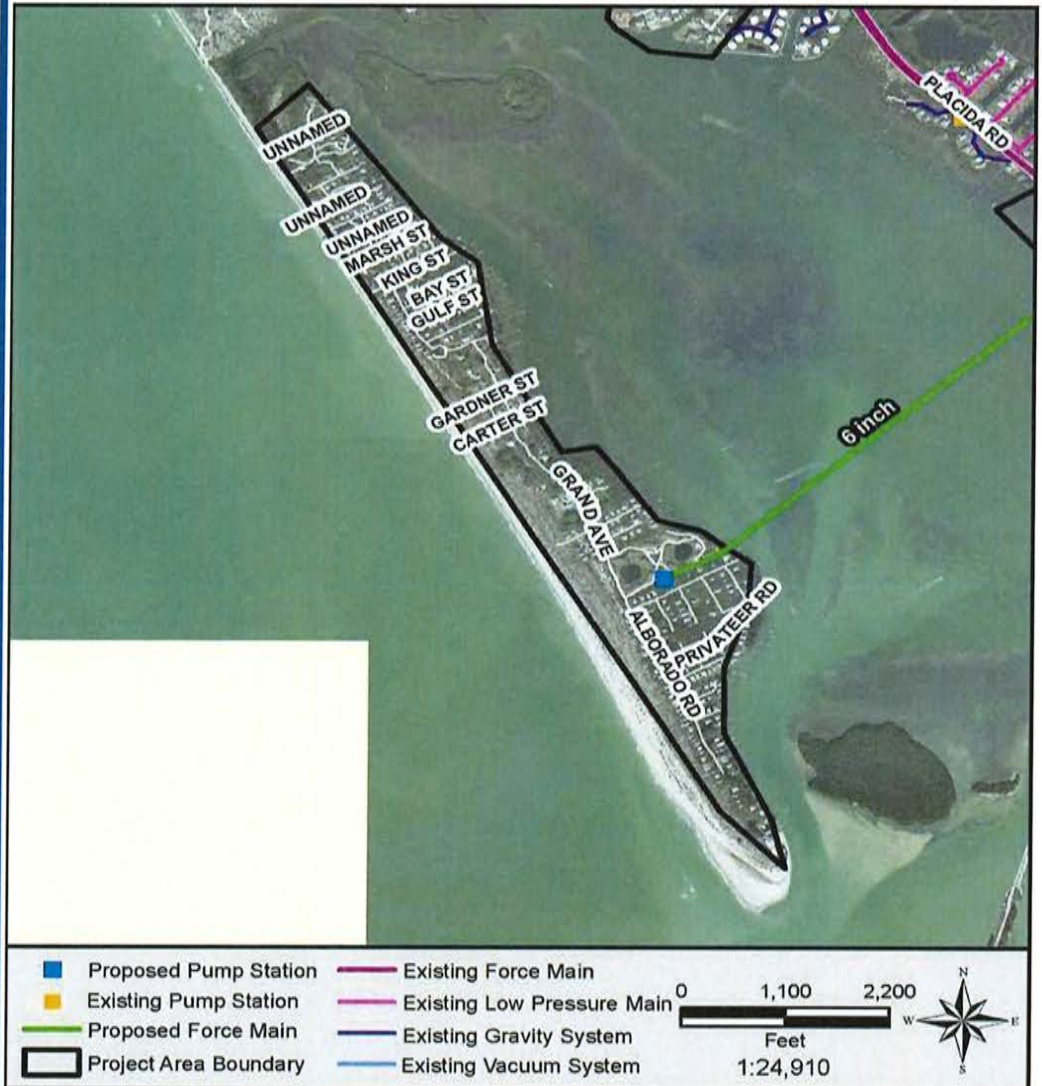 PLACIDA RD
UNNAMED
UNNAMED
UNNAMED
MARSH ST
KING ST
BAY ST
GULF ST
GARDNER ST
CARTER ST
6 inch
GRAND AVE
PRIVATEER RD
ALBORADO RD
Proposed Pump Station
Existing Pump Station
Proposed Force Main
Project Area Boundary
Existing Force Main
Existing Low Pressure Main
Existing Gravity System
Existing Vacuum System
0 1,100 2,200
Feet
1:24,910
N
W E
S